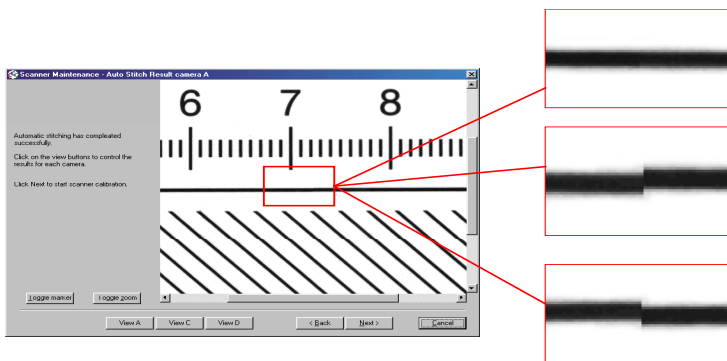 Scanner Maintenance - Auto Stitch Result camera A
6 7 8
Automatic stitching has compleated
successfully.
Click on the view buttons to control the
results for each camera.
Click Next to start scanner calibration.
Toggle marker Toggle zoom
View A View C View D < Back Next > Cancel